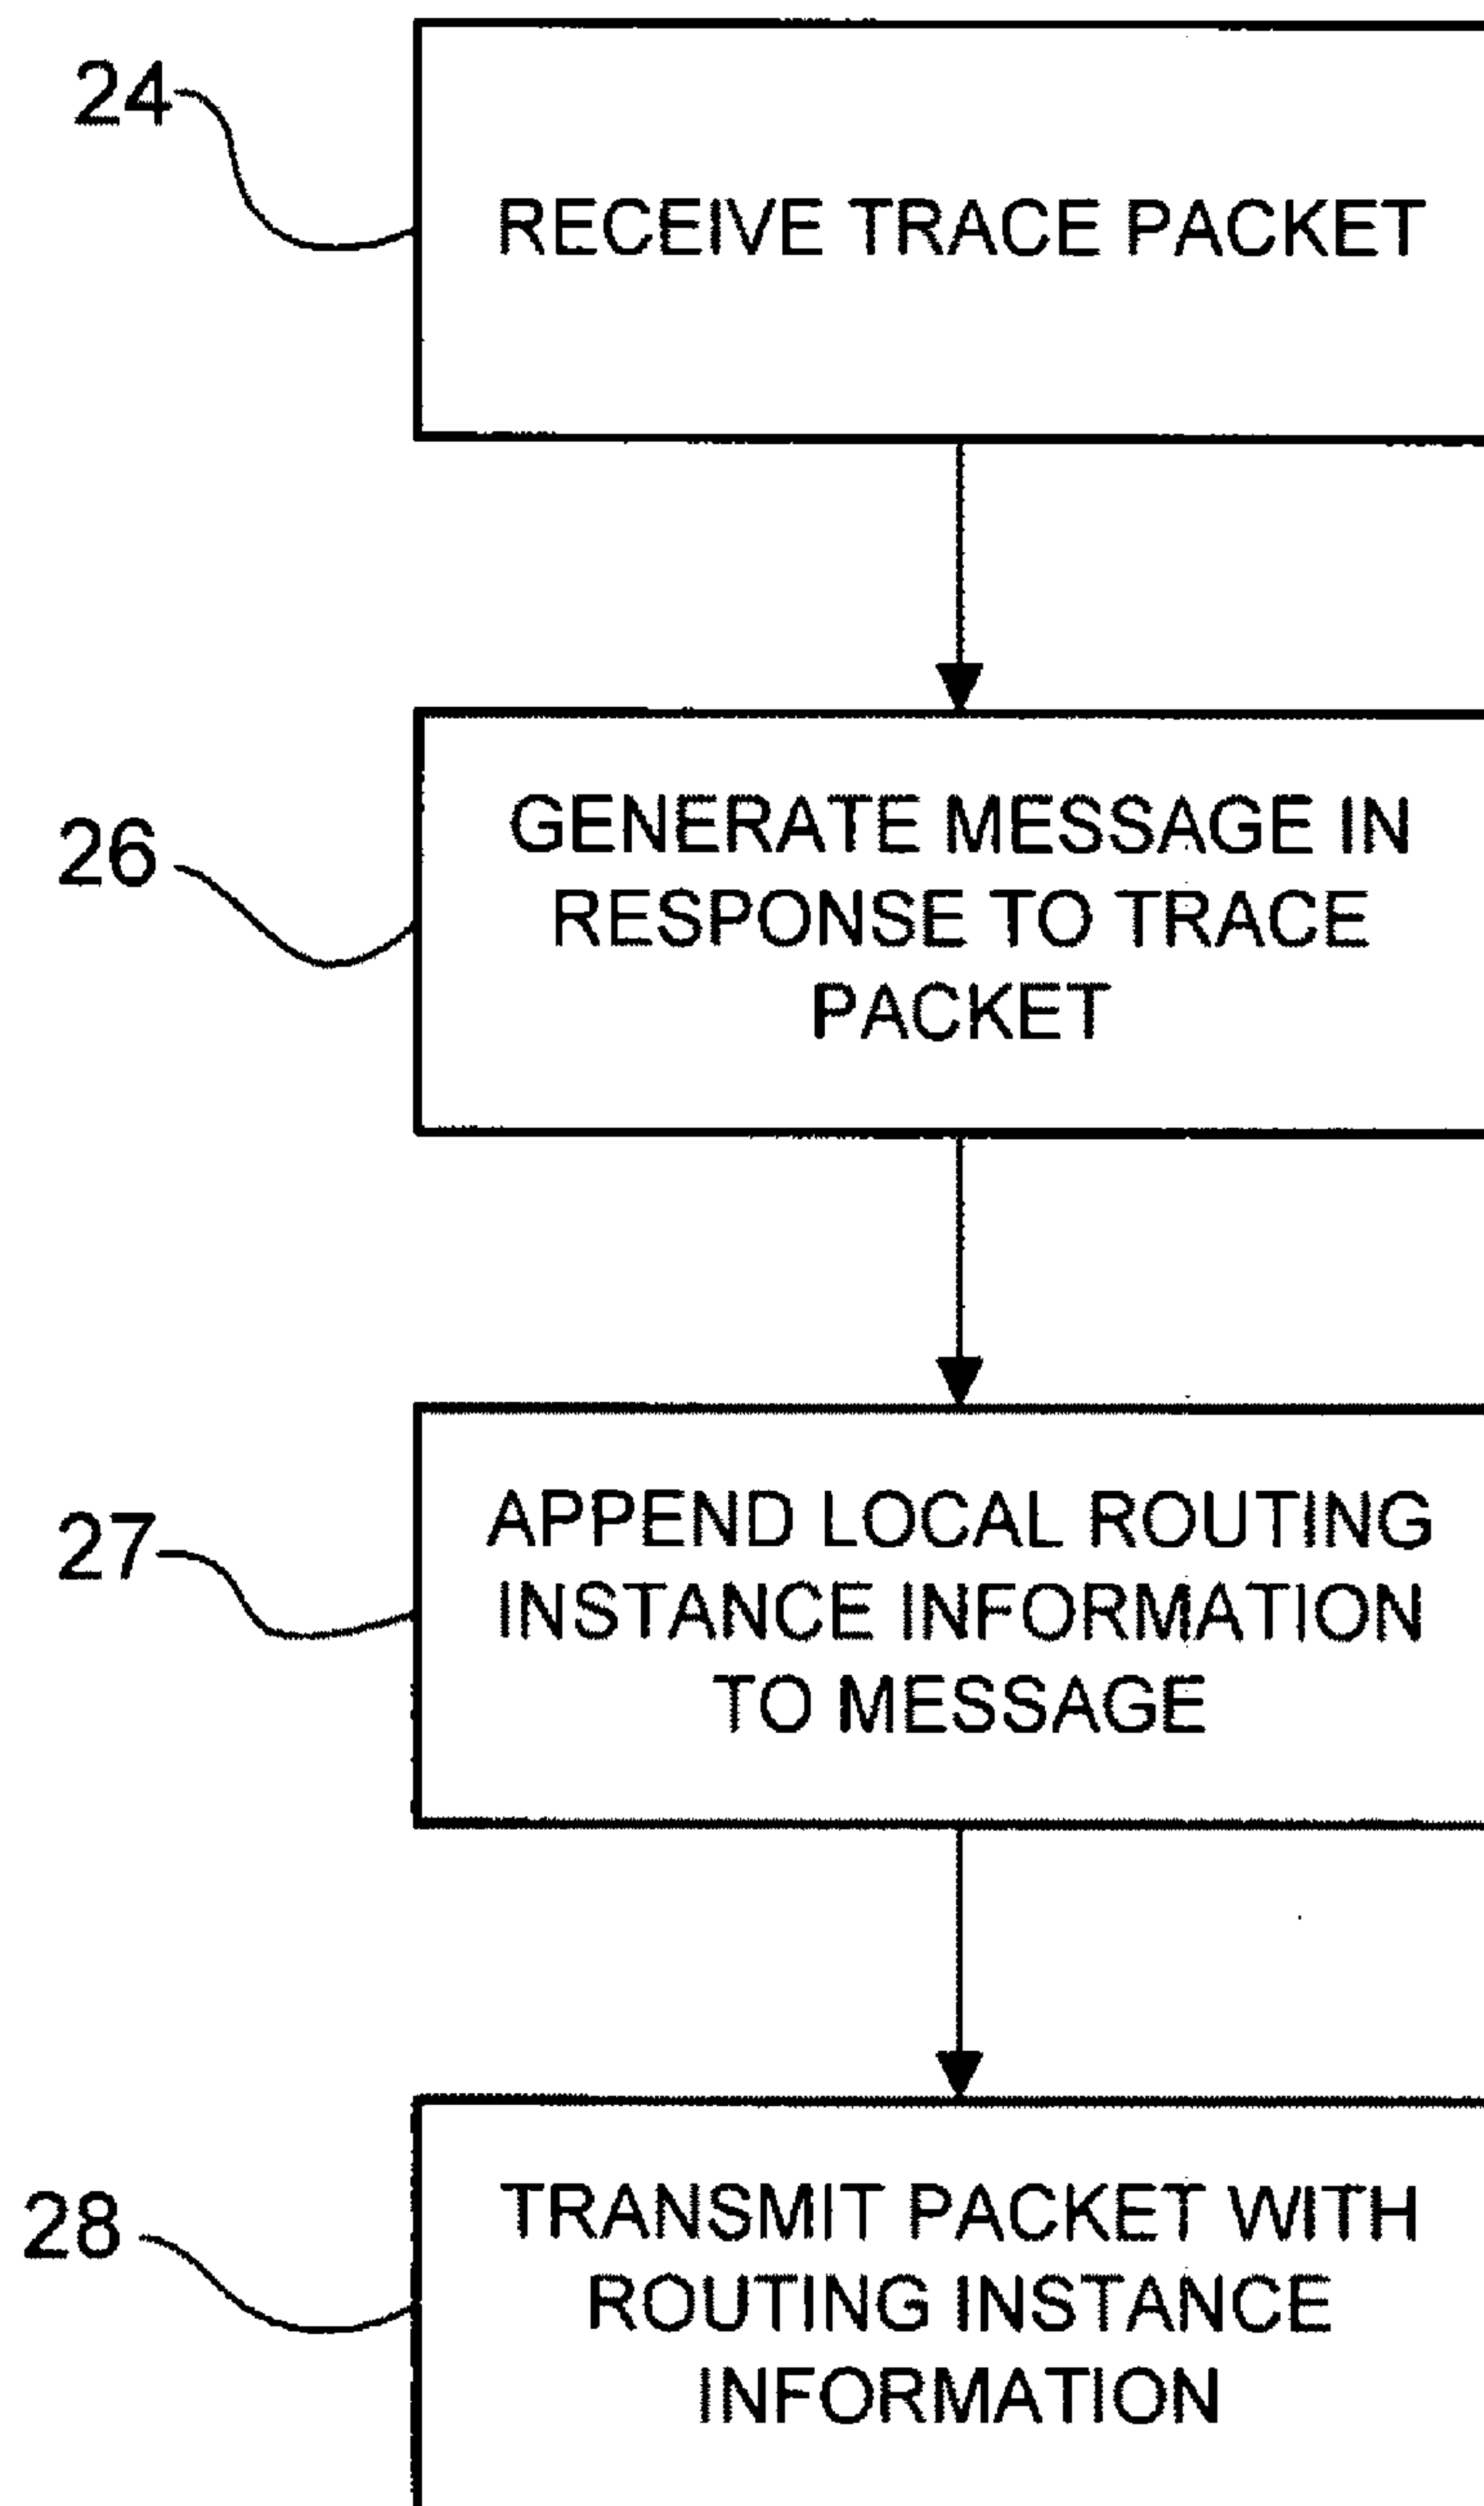 24
RECEIVE TRACE PACKET
26
GENERATE MESSAGE IN
RESPONSE TO TRACE
PACKET
27
APPEND LOCAL ROUTING
INSTANCE INFORMATION
TO MESSAGE
28
TRANSMIT PACKET WITH
ROUTING INSTANCE
INFORMATION